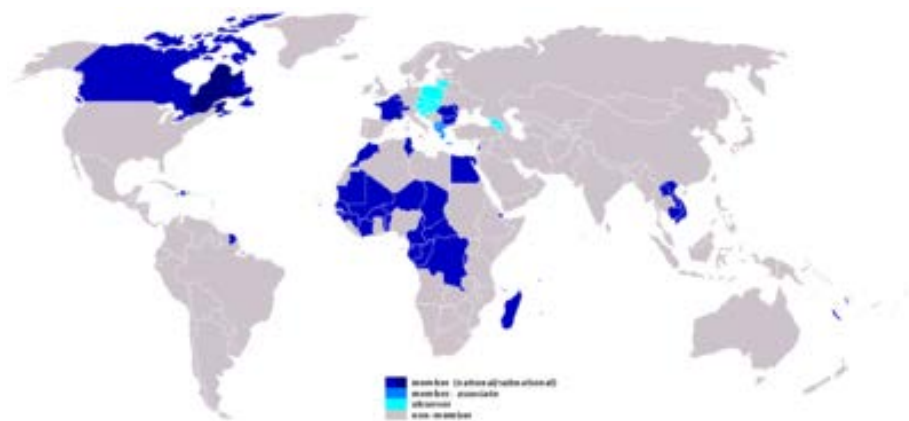 member (national/subnational)
member - associate
observer
non-member